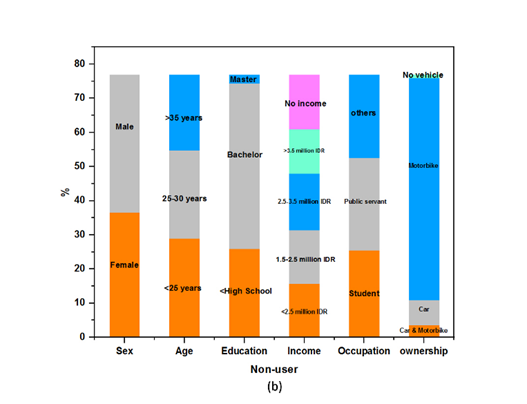 80
70
60
50
40
30
20
10
0
%
Male
Female
>35 years
25-30 years
<25 years
Master
Bachelor
<High School
No income
>3.5 million IDR
2.5-3.5 million IDR
1.5-2.5 million IDR
<2.5 million IDR
others
Public servant
Student
No vehicle
Motorbike
Car
Car & Motorbike
Sex Age Education Income Occupation ownership
Non-user
(b)